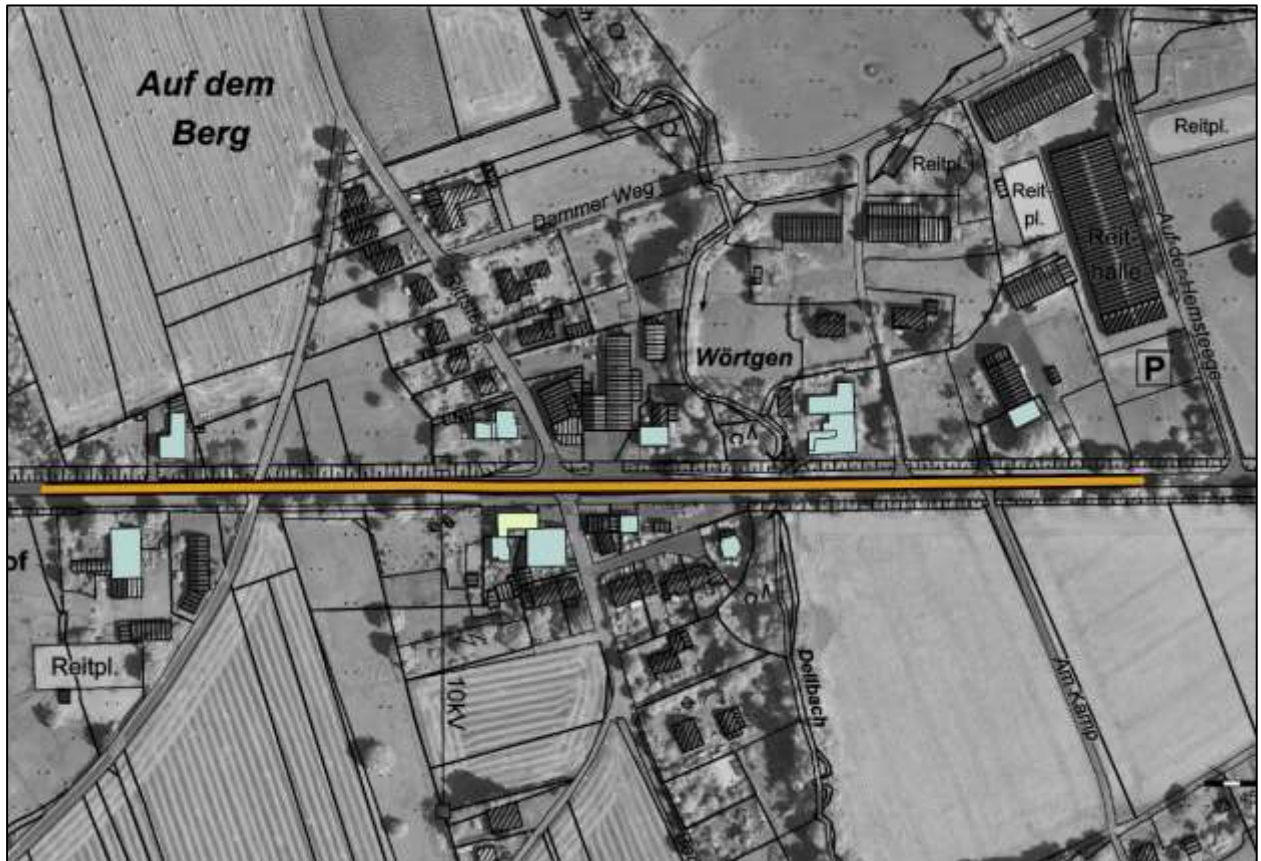 Auf dem
Berg
Reitpl.
Reitpl.
Reit-
pl.
Dammer Weg
Reit-
halle
Auf der Hemsteege
Wörtgen
P
of
Reitpl.
10kV
Dellbach
Am Kamp